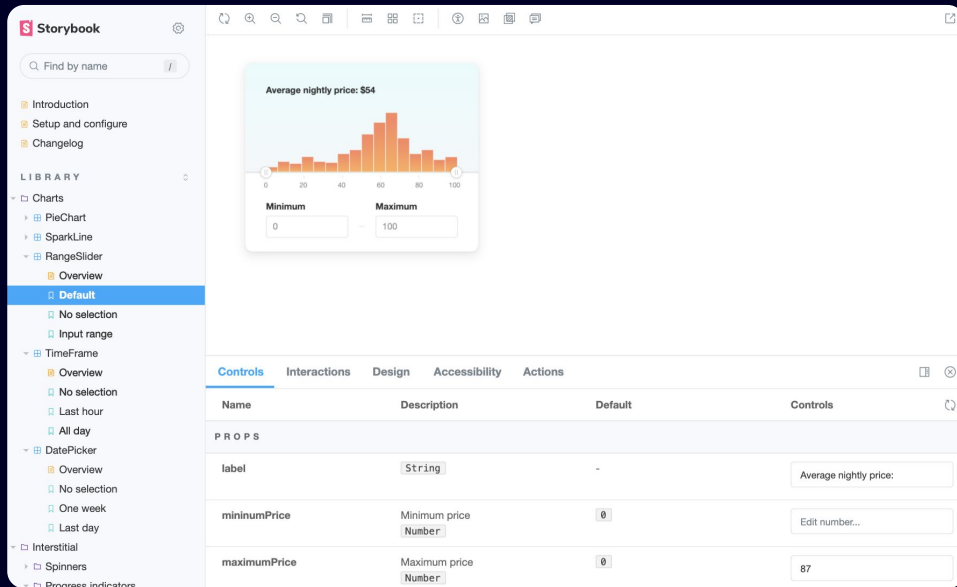 Storybook
Find by name /
Introduction
Setup and configure
Changelog
LIBRARY
Charts
PieChart
SparkLine
RangeSlider
Overview
Default
No selection
Input range
TimeFrame
Overview
No selection
Last hour
All day
DatePicker
Overview
No selection
One week
Last day
Interstitial
Spinners
Progress indicators
Average nightly price: $54
0 20 40 60 80 100
Minimum Maximum
0 – 100
Controls Interactions Design Accessibility Actions
Name Description Default Controls
PROPS
label String - Average nightly price:
mininumPrice Minimum price 0 Edit number...
Number
maximumPrice Maximum price 0 87
Number